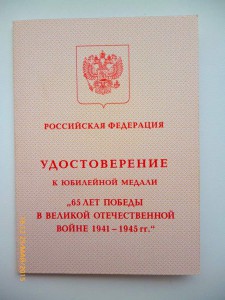 РОССИЙСКАЯ ФЕДЕРАЦИЯ
УДОСТОВЕРЕНИЕ
К ЮБИЛЕЙНОЙ МЕДАЛИ
„65 ЛЕТ ПОБЕДЫ
В ВЕЛИКОЙ ОТЕЧЕСТВЕННОЙ
ВОЙНЕ 1941 – 1945 гг.“